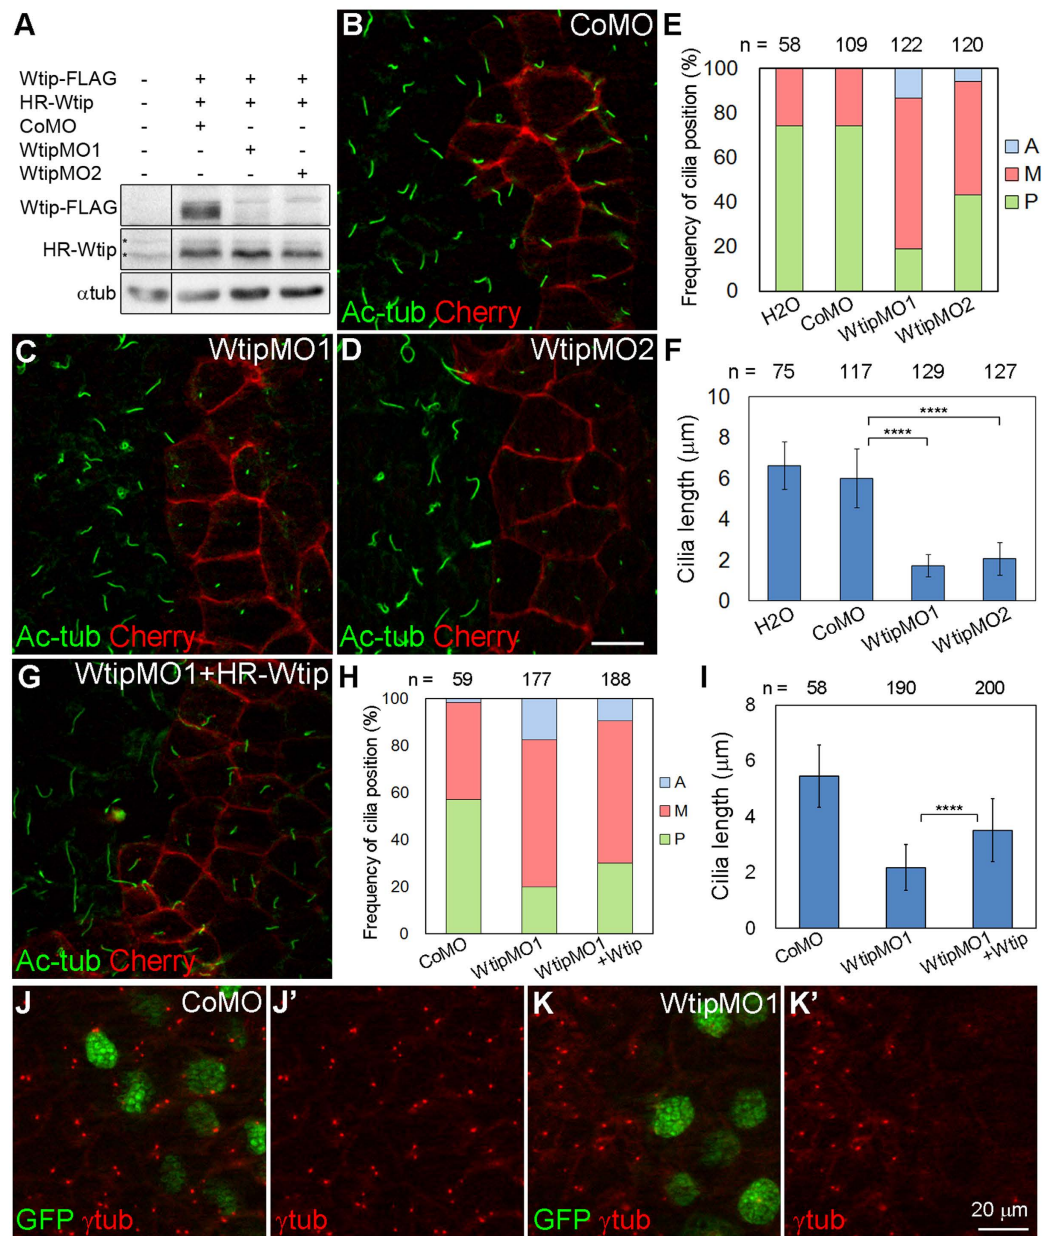 A
Wtip-FLAG - + + +
HR-Wtip - + + +
CoMO - + - -
WtipMO1 - - + -
WtipMO2 - - - +
Wtip-FLAG
HR-Wtip
*
*
αtub
B CoMO
Ac-tub Cherry
E
n = 58 109 122 120
Frequency of cilia position (%)
100
80
60
40
20
0
H2O CoMO WtipMO1 WtipMO2
A
M
P
C WtipMO1
Ac-tub Cherry
D WtipMO2
Ac-tub Cherry
F
n = 75 117 129 127
Cilia length (μm)
10
8
6
4
2
0
****
****
H2O CoMO WtipMO1 WtipMO2
G WtipMO1+HR-Wtip
Ac-tub Cherry
H
n = 59 177 188
Frequency of cilia position (%)
100
80
60
40
20
0
CoMO WtipMO1 WtipMO1
+Wtip
A
M
P
I
n = 58 190 200
Cilia length (μm)
8
6
4
2
0
****
CoMO WtipMO1 WtipMO1
+Wtip
J CoMO
GFP γtub
J'
γtub
K WtipMO1
GFP γtub
K'
γtub
20 μm